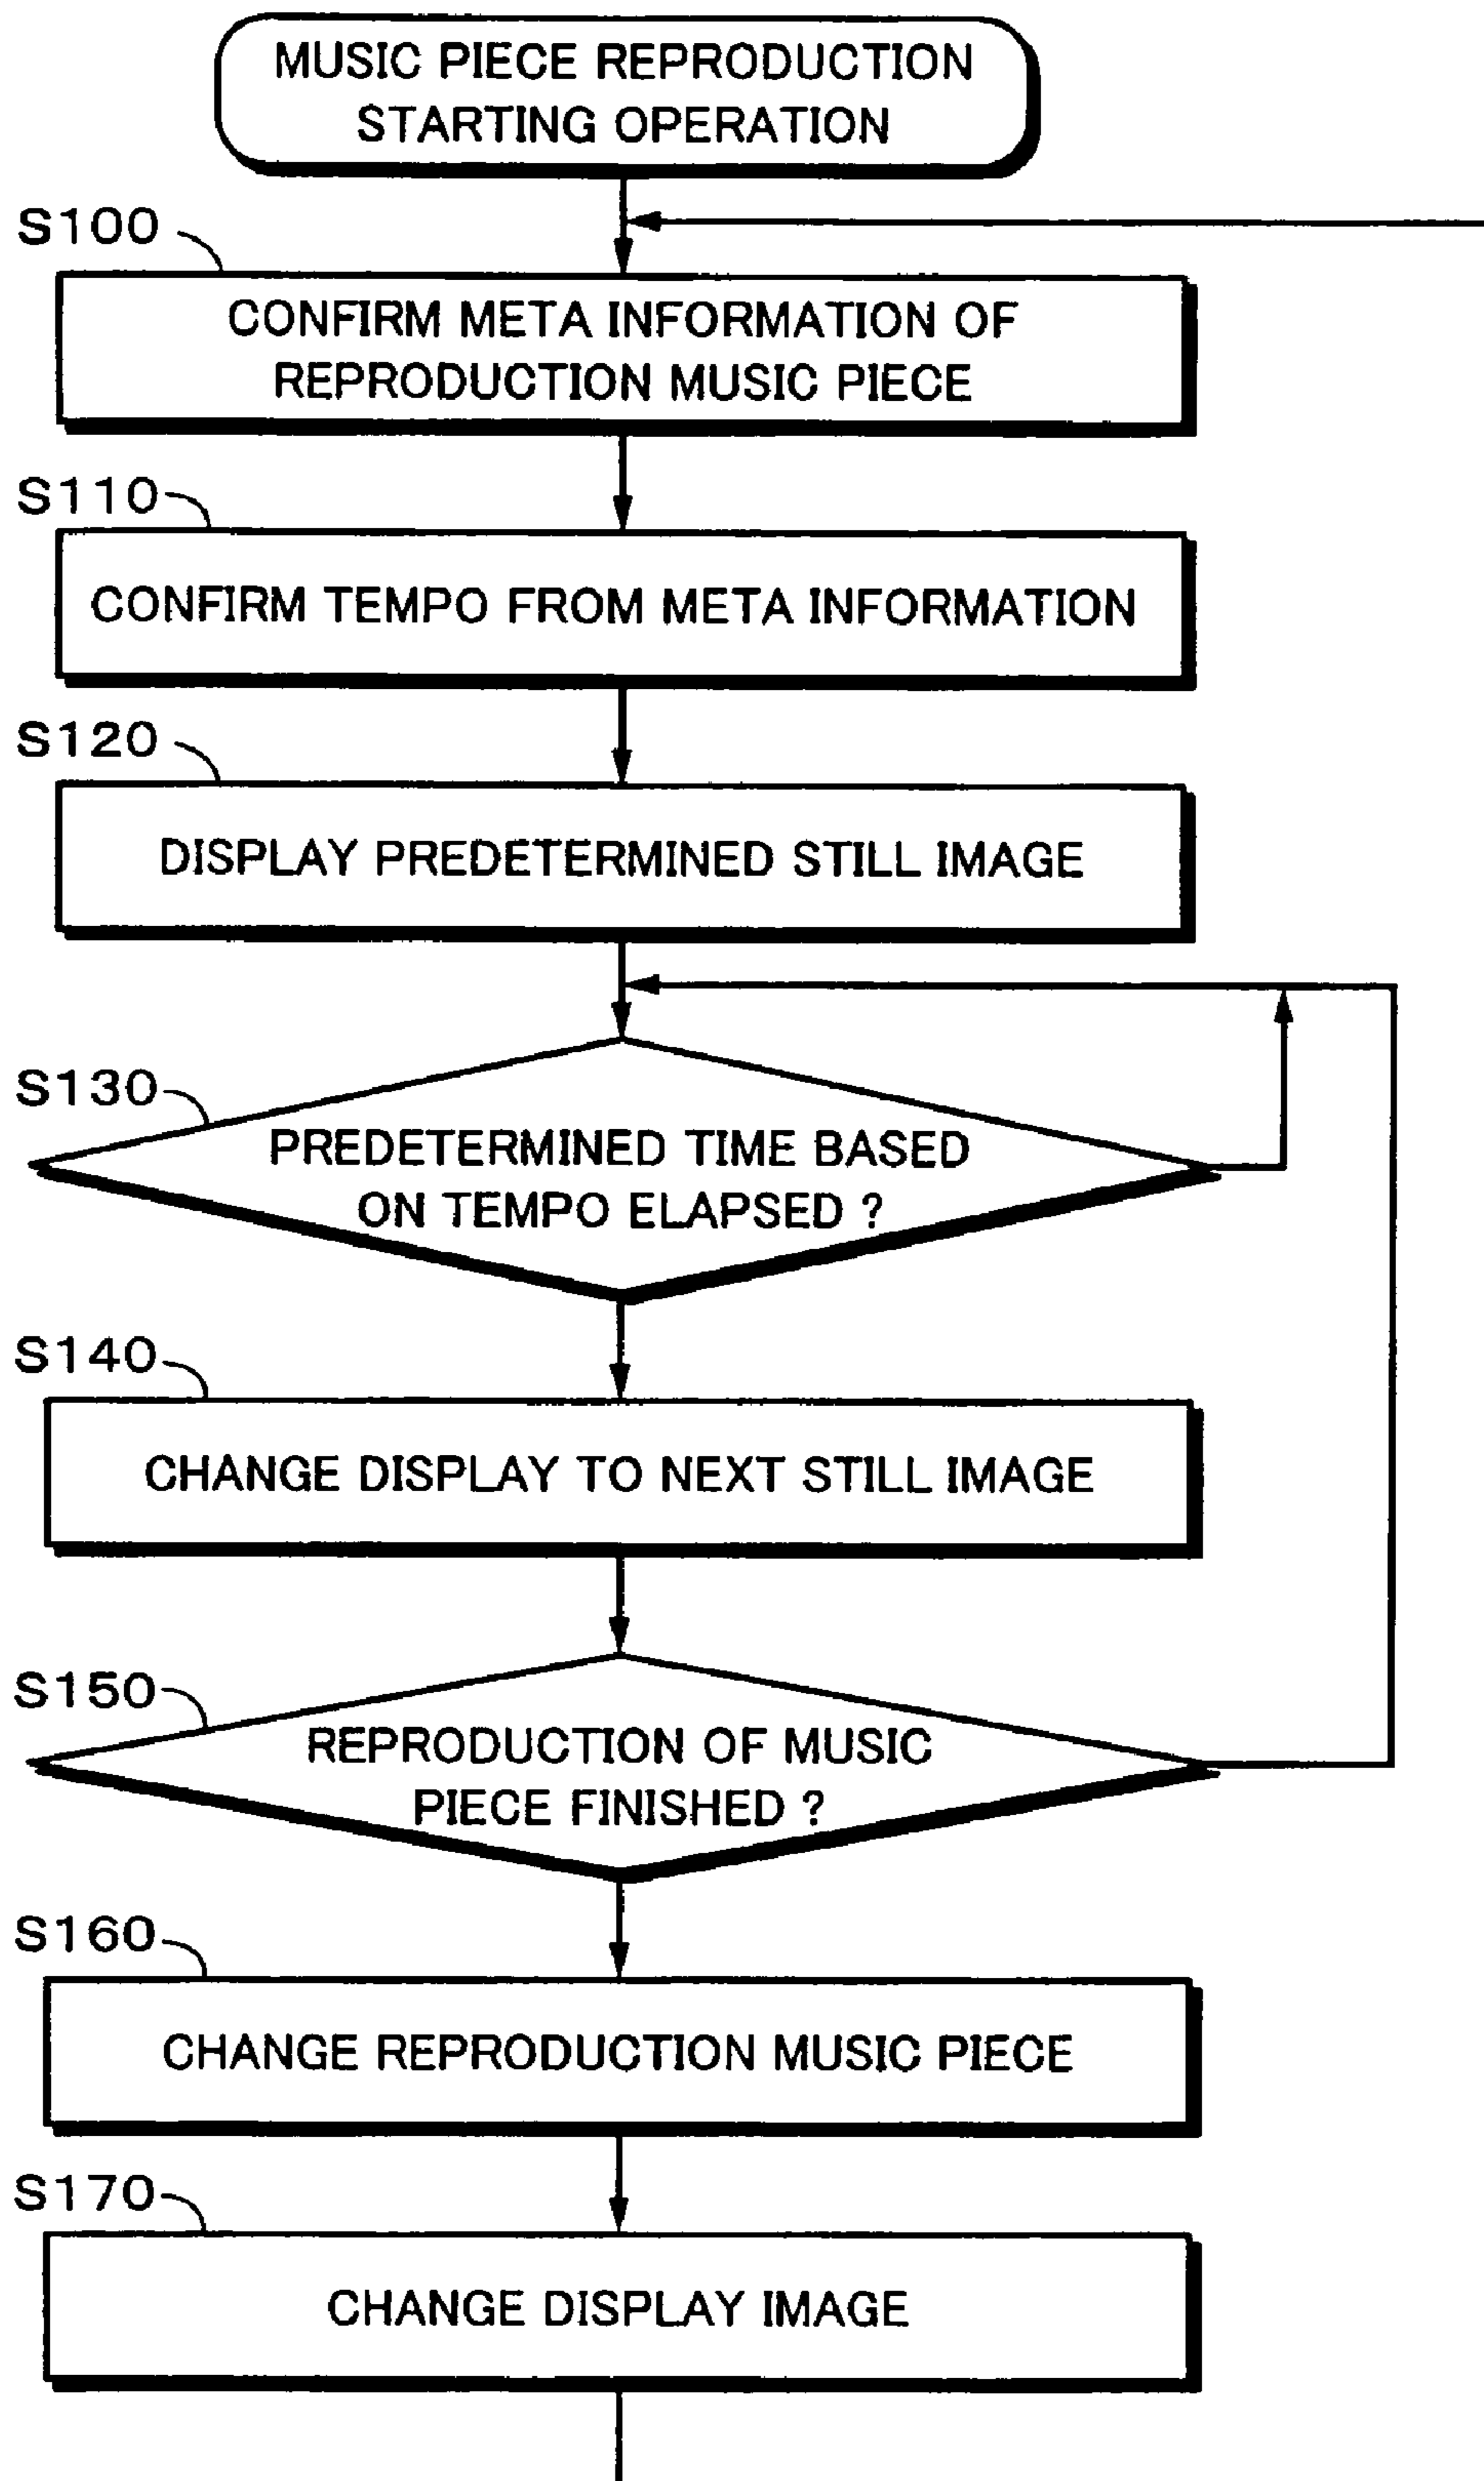 MUSIC PIECE REPRODUCTION
STARTING OPERATION
S100
CONFIRM META INFORMATION OF
REPRODUCTION MUSIC PIECE
S110
CONFIRM TEMPO FROM META INFORMATION
S120
DISPLAY PREDETERMINED STILL IMAGE
S130
PREDETERMINED TIME BASED
ON TEMPO ELAPSED ?
S140
CHANGE DISPLAY TO NEXT STILL IMAGE
S150
REPRODUCTION OF MUSIC
PIECE FINISHED ?
S160
CHANGE REPRODUCTION MUSIC PIECE
S170
CHANGE DISPLAY IMAGE